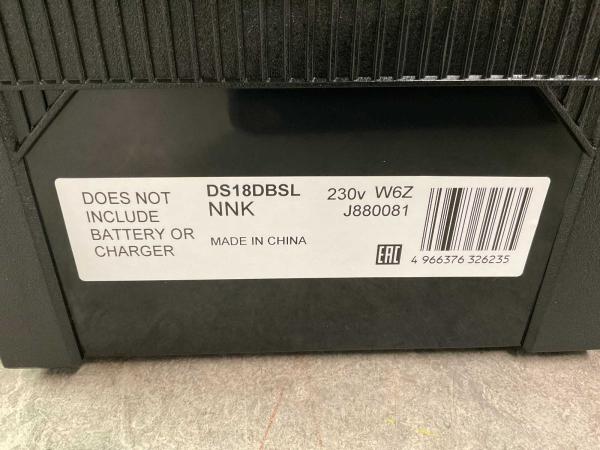 DOES NOT
INCLUDE
BATTERY OR
CHARGER
DS18DBSL
NNK
MADE IN CHINA
230v W6Z
J880081
EAC
4 966376 326235